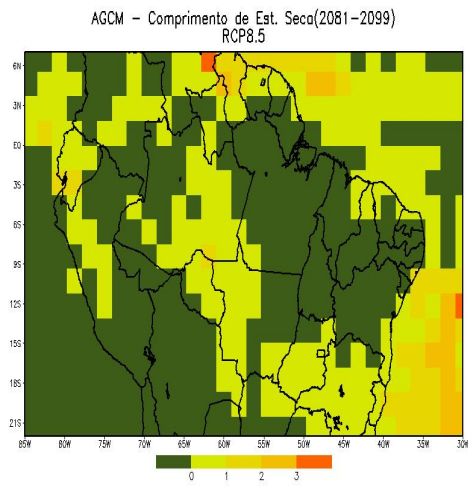 AGCM - Comprimento de Est. Seca(2081-2099)
RCP8.5
6N
3N
EQ
3S
6S
9S
12S
15S
18S
21S
85W 80W 75W 70W 65W 60W 55W 50W 45W 40W 35W 30W
0 1 2 3